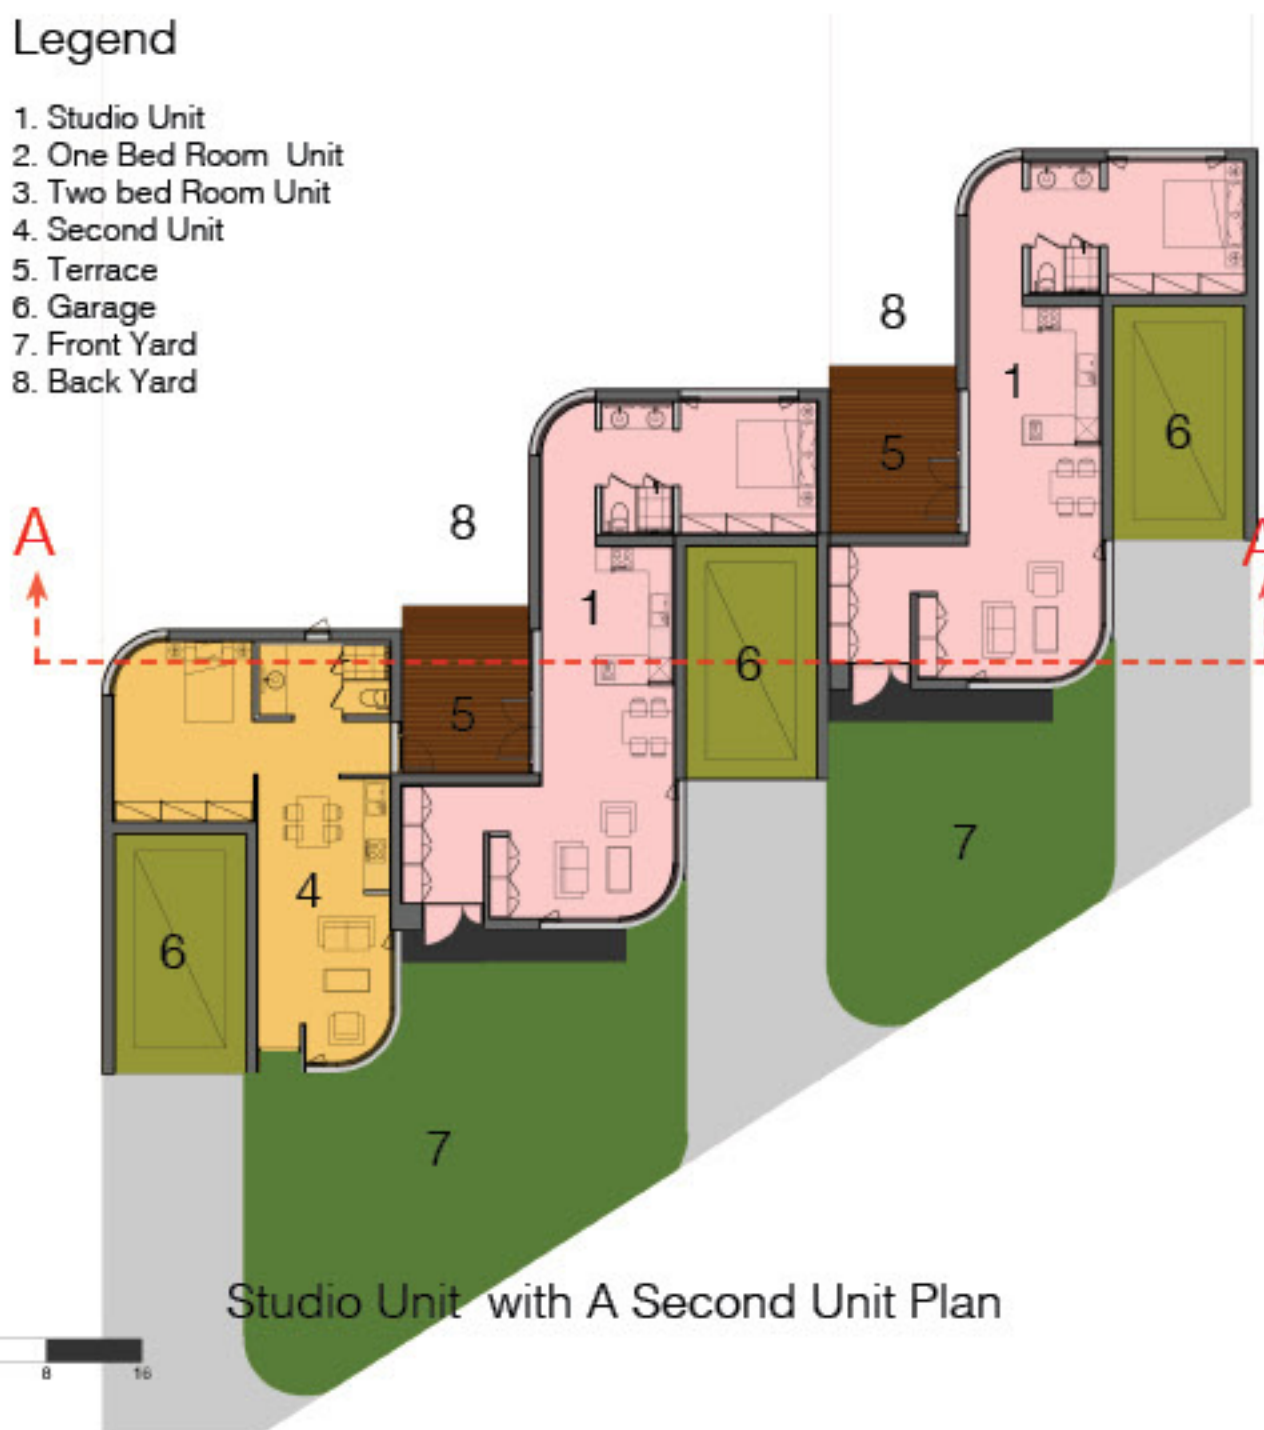 Legend
1. Studio Unit
2. One Bed Room Unit
3. Two bed Room Unit
4. Second Unit
5. Terrace
6. Garage
7. Front Yard
8. Back Yard
8
1
6
5
A
A
8
1
6
5
7
4
6
7
Studio Unit with A Second Unit Plan
8 16